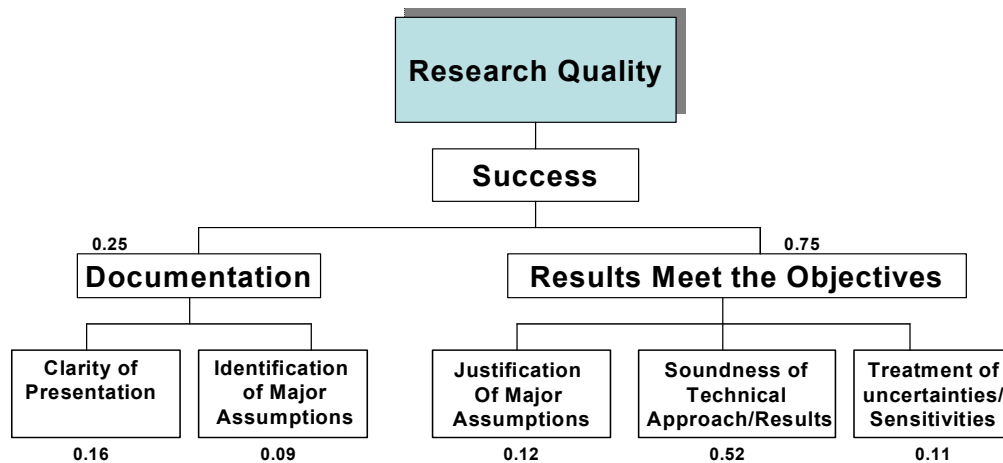 Research Quality
Success
0.25
0.75
Documentation
Results Meet the Objectives
Clarity of
Presentation
Identification
of Major
Assumptions
Justification
Of Major
Assumptions
Soundness of
Technical
Approach/Results
Treatment of
uncertainties/
Sensitivities
0.16
0.09
0.12
0.52
0.11